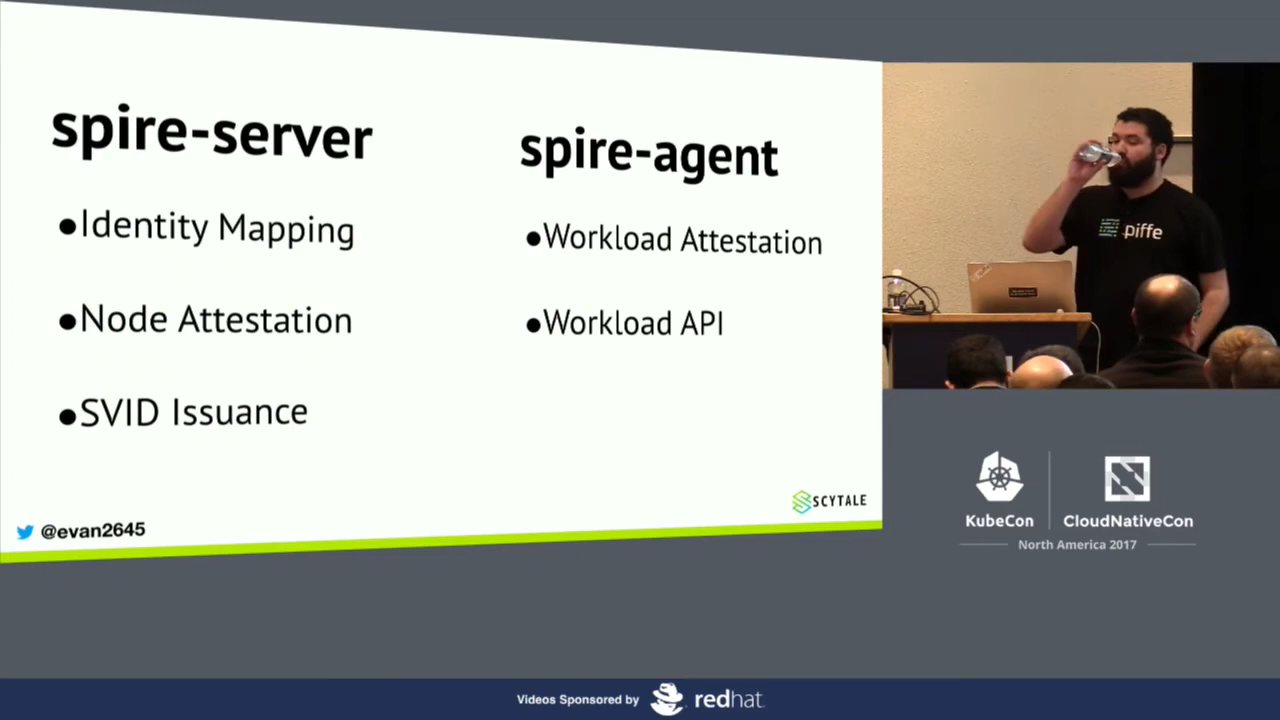 spire-server
●Identity Mapping
●Node Attestation
●SVID Issuance
spire-agent
●Workload Attestation
●Workload API
@evan2645
SCYTALE
piffe
KubeCon
CloudNativeCon
North America 2017
Videos Sponsored by redhat